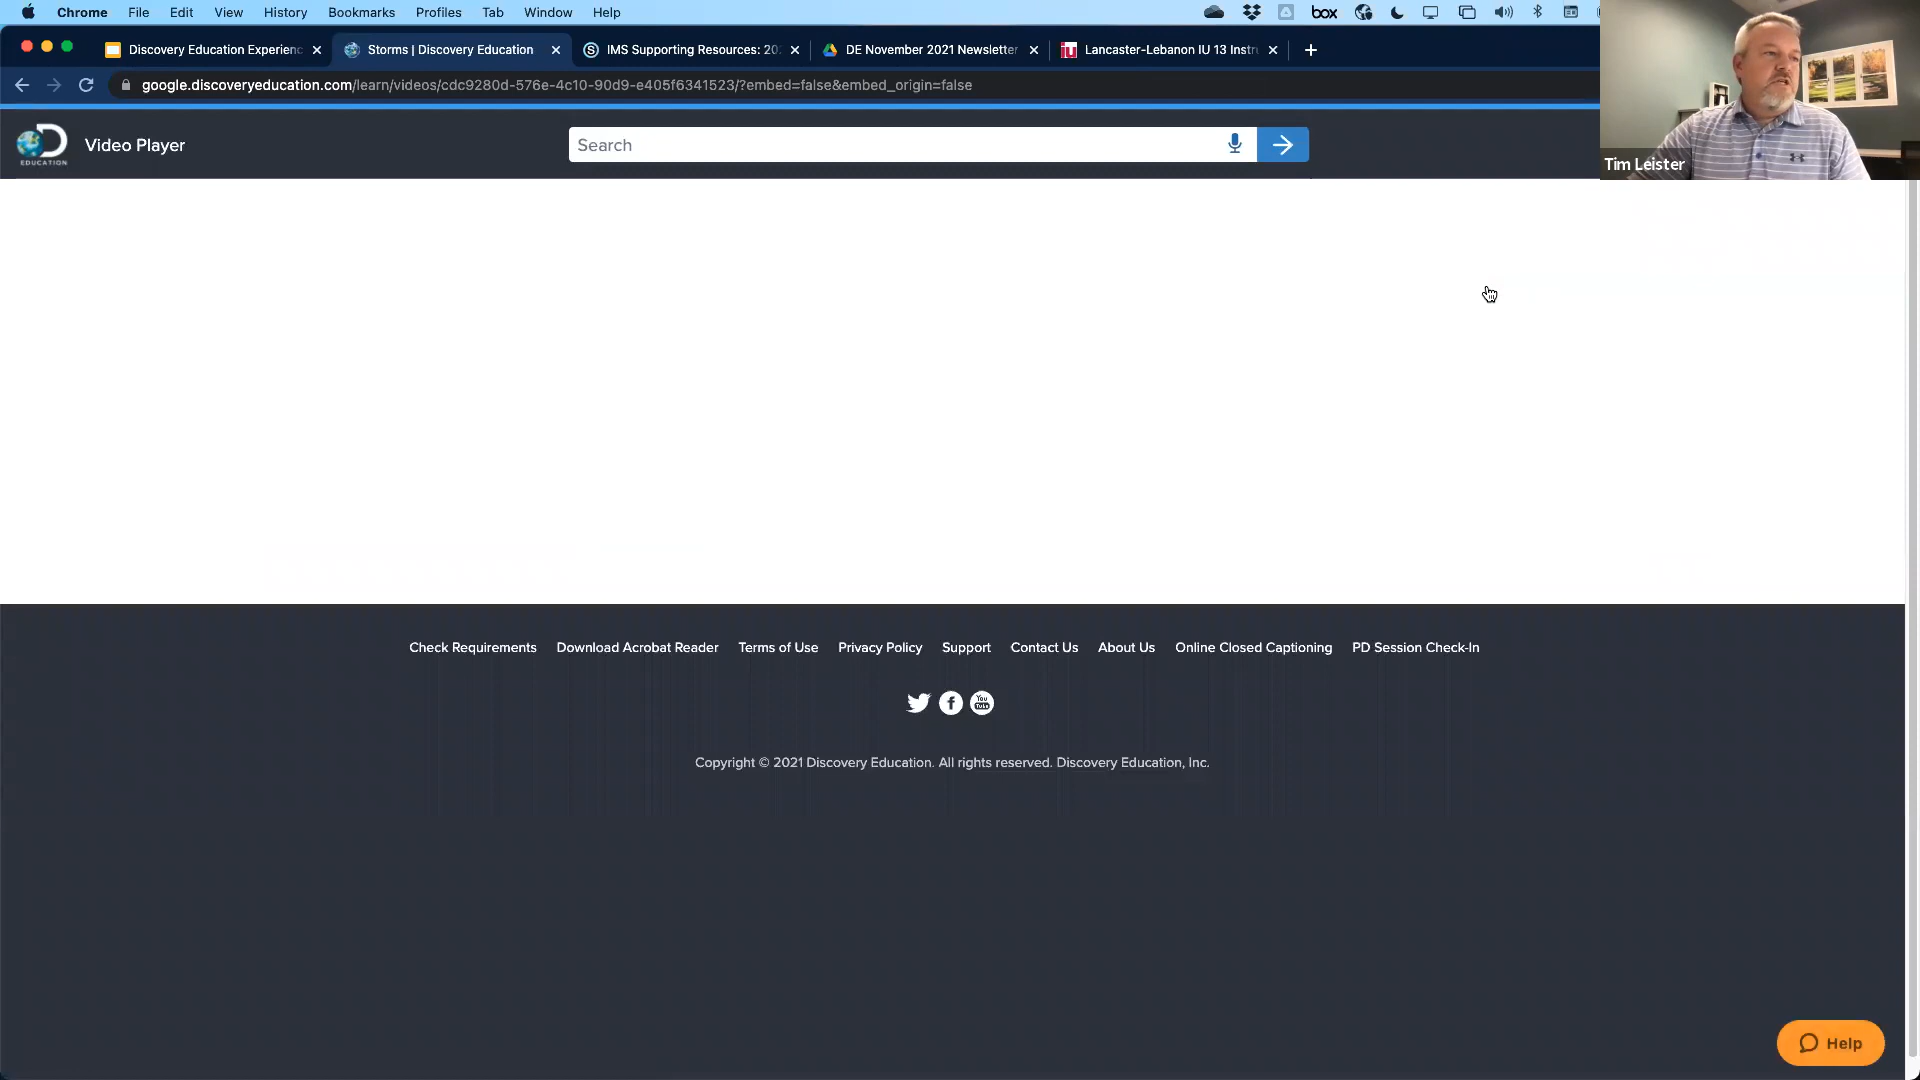 Chrome File Edit View History Bookmarks Profiles Tab Window Help box
Discovery Education Experienc Storms | Discovery Education IMS Supporting Resources: 202 DE November 2021 Newsletter Lancaster-Lebanon IU 13 Instru
google.discoveryeducation.com/learn/videos/cdc9280d-576e-4c10-90d9-e405f6341523/?embed=false&embed_origin=false
EDUCATION Video Player Search
Tim Leister
Check Requirements Download Acrobat Reader Terms of Use Privacy Policy Support Contact Us About Us Online Closed Captioning PD Session Check-In
Copyright © 2021 Discovery Education. All rights reserved. Discovery Education, Inc.
Help